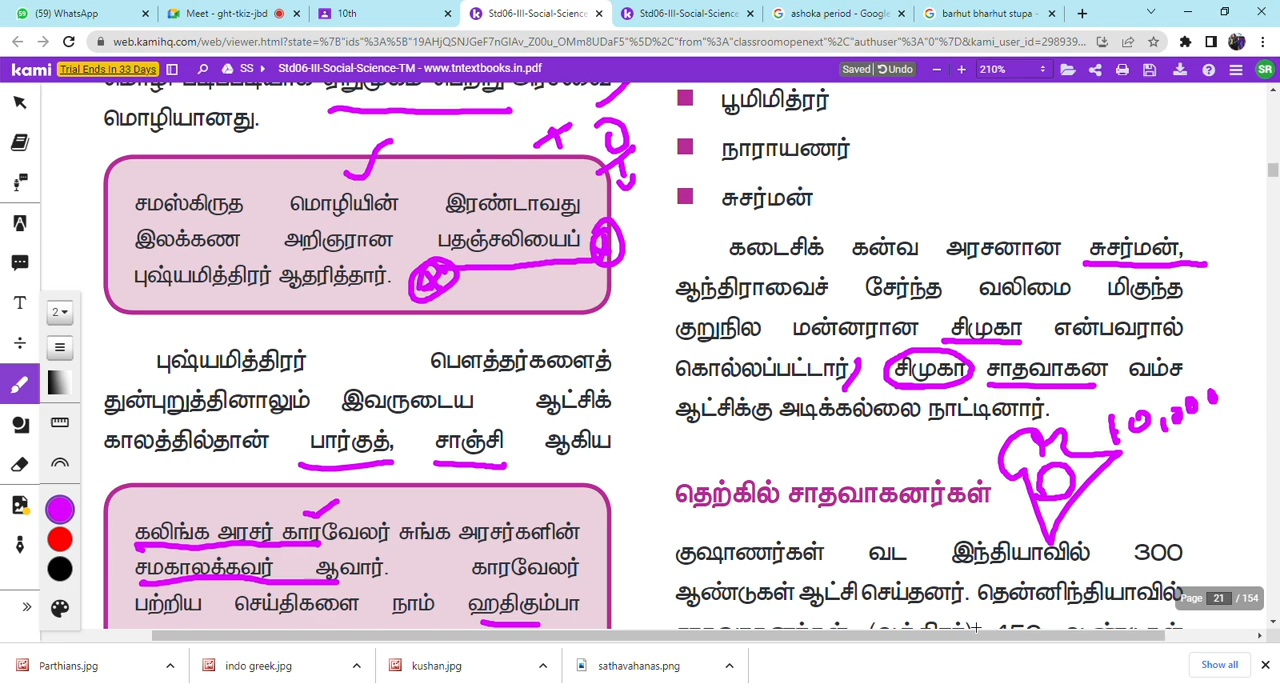 (59) WhatsApp
Meet - ght-tkiz-jbd
10th
Std06-III-Social-Science
Std06-III-Social-Science
ashoka period - Google
barhut bharhut stupa -
web.kamihq.com/web/viewer.html?state=%7B"ids"%3A%5B"19AHjQSNJGeF7nGIAv_Z00u_OMm8UDaF5"%5D%2C"from"%3A"classroomopenext"%2C"authuser"%3A"0"%7D&kami_user_id=298939...
kami Trial Ends In 33 Days SS Std06-III-Social-Science-TM - www.tntextbooks.in.pdf Saved Undo 210% SR
மொழியானது.
சமஸ்கிருத மொழியின் இரண்டாவது
இலக்கண அறிஞரான பதஞ்சலியைப்
புஷ்யமித்திரர் ஆதரித்தார்.
புஷ்யமித்திரர் பௌத்தர்களைத்
துன்புறுத்தினாலும் இவருடைய ஆட்சிக்
காலத்தில்தான் பார்குத், சாஞ்சி ஆகிய
கலிங்க அரசர் காரவேலர் சுங்க அரசர்களின்
சமகாலத்தவர் ஆவார். காரவேலர்
பற்றிய செய்திகளை நாம் ஹதிகும்பா
பூமிமித்ரர்
நாராயணர்
சுசர்மன்
கடைசிக் கன்வ அரசனான சுசர்மன்,
ஆந்திராவைச் சேர்ந்த வலிமை மிகுந்த
குறுநில மன்னரான சிமுகா என்பவரால்
கொல்லப்பட்டார் சிமுகா சாதவாகன வம்ச
ஆட்சிக்கு அடிக்கல்லை நாட்டினார்.
10,000
தெற்கில் சாதவாகனர்கள்
குஷாணர்கள் வட இந்தியாவில் 300
ஆண்டுகள் ஆட்சி செய்தனர். தென்னிந்தியாவில்
Page 21 / 154
2
Parthians.jpg
indo greek.jpg
kushan.jpg
sathavahanas.png
Show all